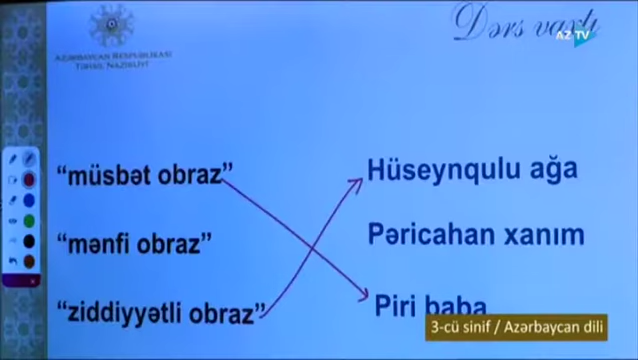 Dərs vaxtı
AZTV
AZƏRBAYCAN RESPUBLİKASI
TƏHSİL NAZİRLİYİ
“müsbət obraz”
Hüseynqulu ağa
“mənfi obraz”
Pəricahan xanım
“ziddiyyətli obraz”
Piri baba
3-cü sinif / Azərbaycan dili